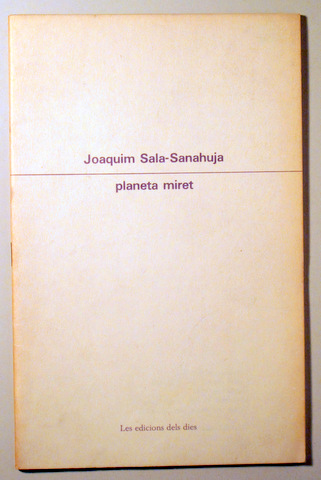 Joaquim Sala-Sanahuja
planeta miret
Les edicions dels dies